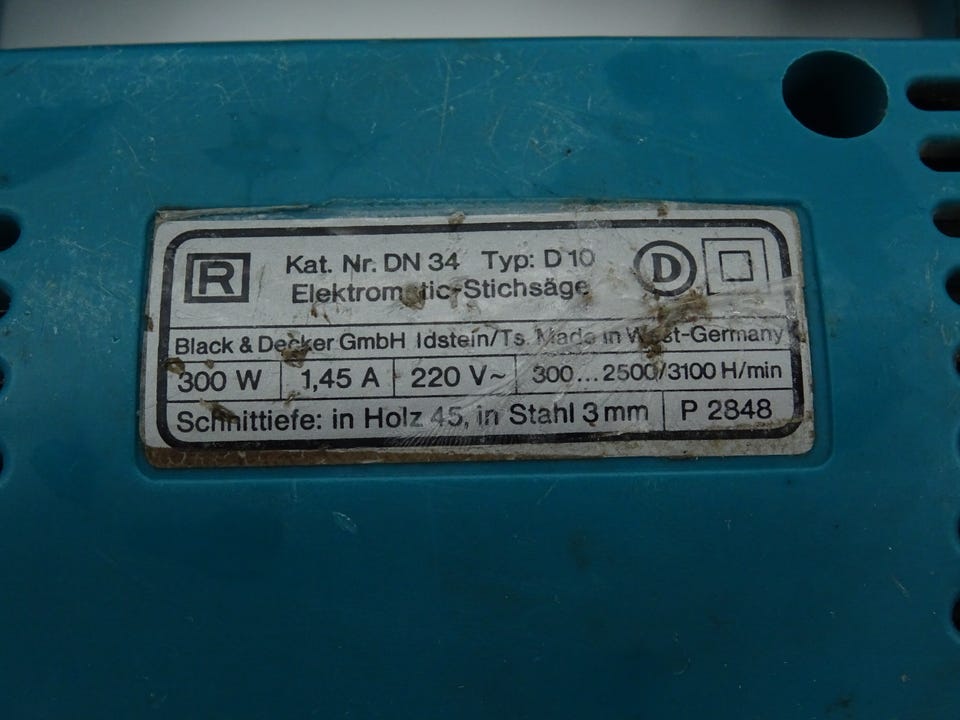 R
Kat. Nr. DN 34 Typ: D 10
D
Elektromatic-Stichsäge
Black & Decker GmbH Idstein/Ts. Made in West-Germany
300 W 1,45 A 220 V~ 300...2500/3100 H/min
Schnittiefe: in Holz 45, in Stahl 3 mm P 2848